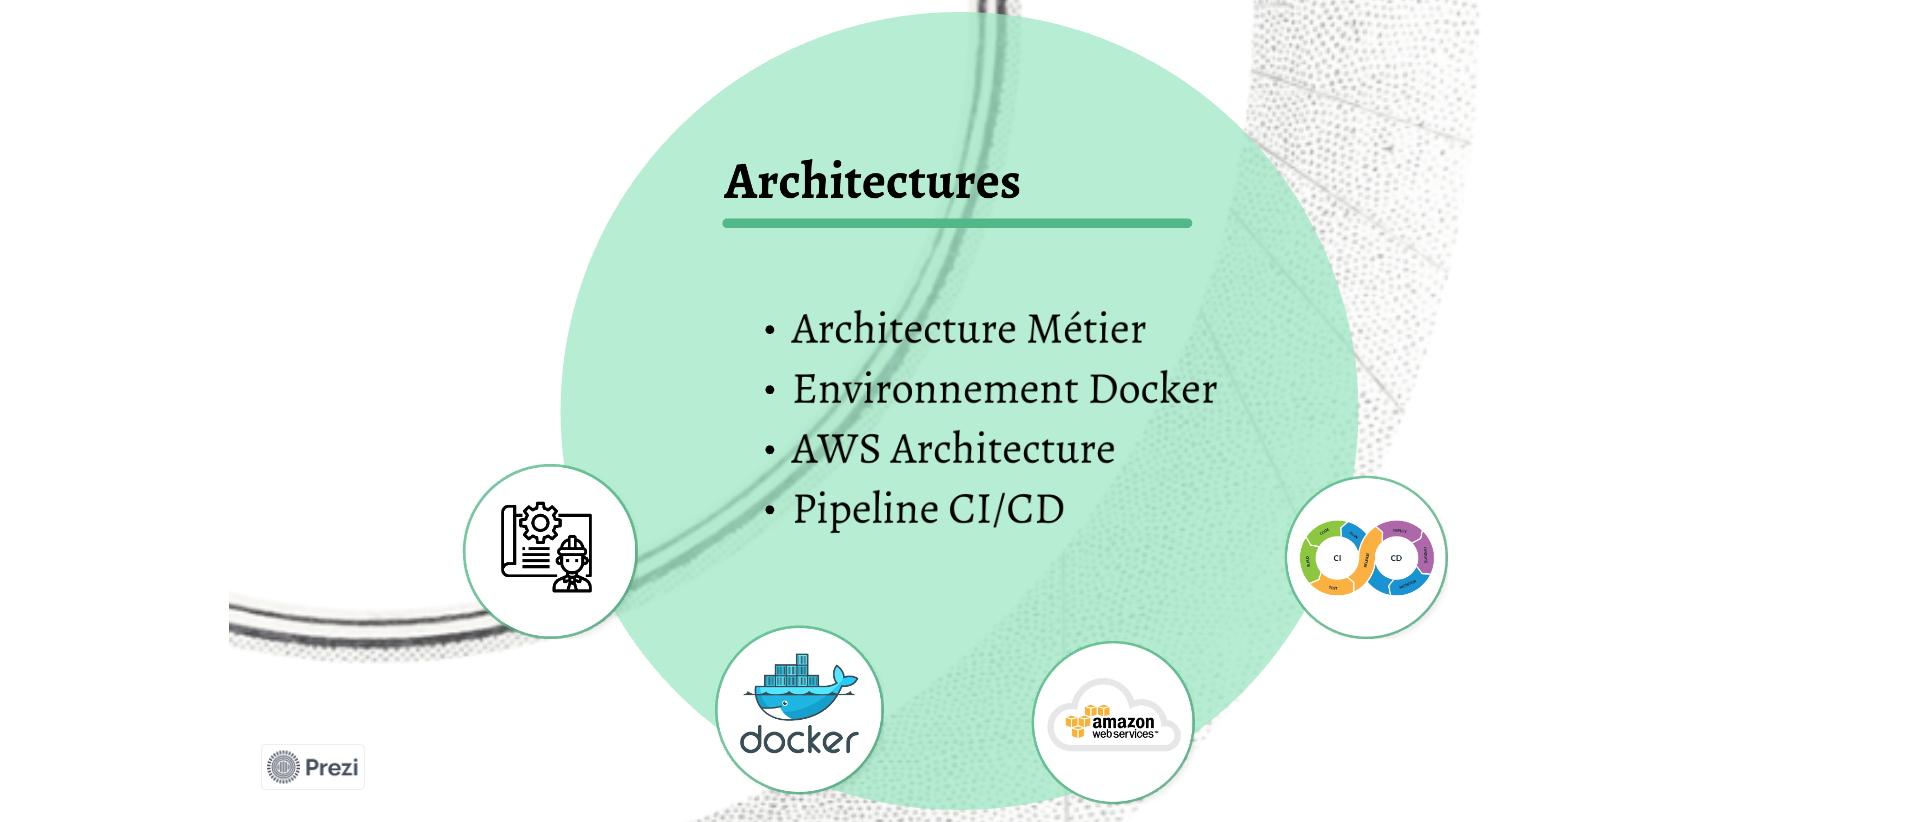 Architectures
• Architecture Métier
• Environnement Docker
• AWS Architecture
• Pipeline CI/CD
CI
CD
docker
amazon
web services™
Prezi